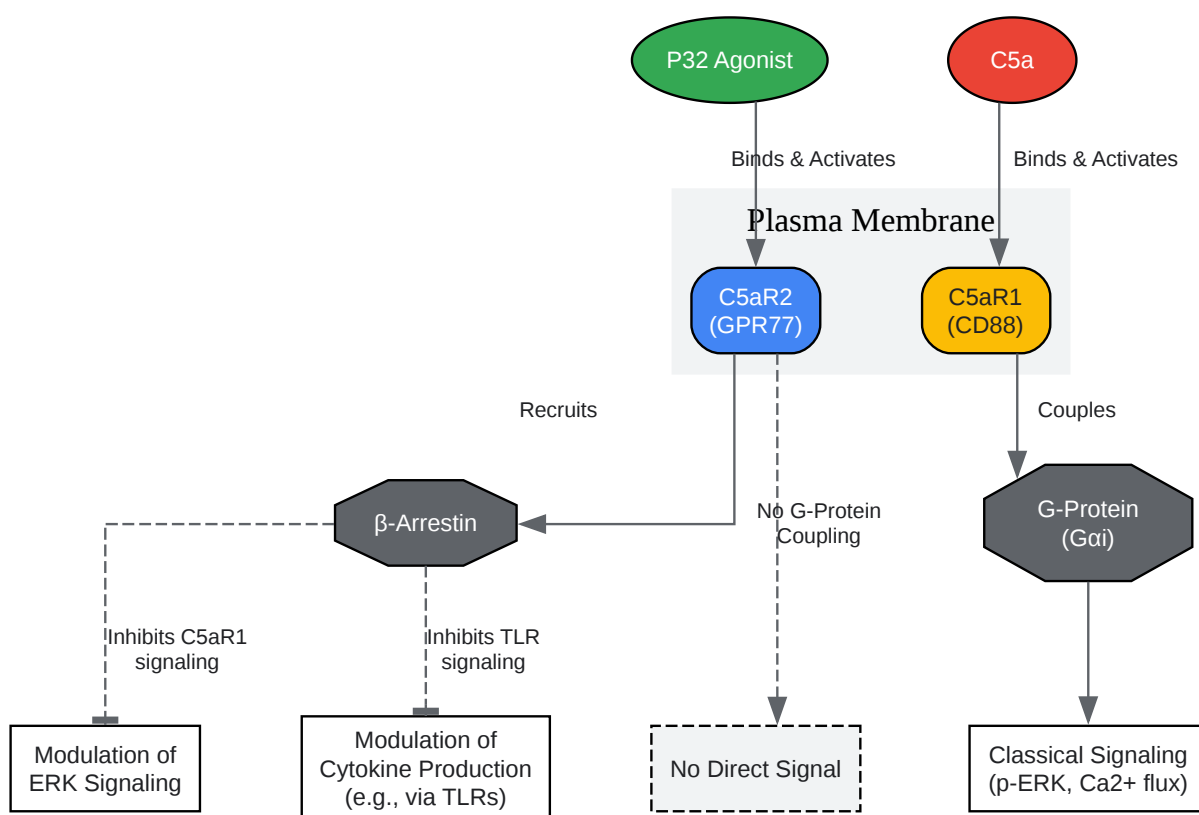 P32 Agonist
C5a
Binds & Activates
Binds & Activates
Plasma Membrane
C5aR2
(GPR77)
C5aR1
(CD88)
Recruits
Couples
β-Arrestin
No G-Protein
Coupling
G-Protein
(Gαi)
Inhibits C5aR1
signaling
Inhibits TLR
signaling
Modulation of
ERK Signaling
Modulation of
Cytokine Production
(e.g., via TLRs)
No Direct Signal
Classical Signaling
(p-ERK, Ca2+ flux)